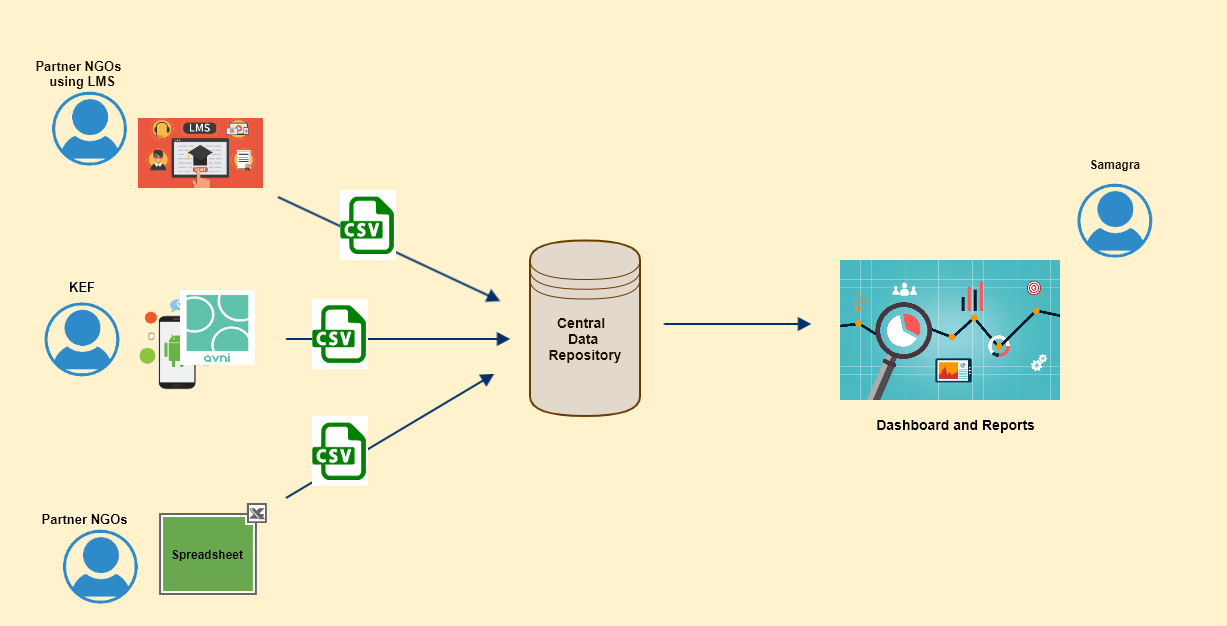 Partner NGOs
using LMS
LMS
Samagra
CSV
KEF
avni
CSV
Central
Data
Repository
Dashboard and Reports
CSV
Partner NGOs
Spreadsheet